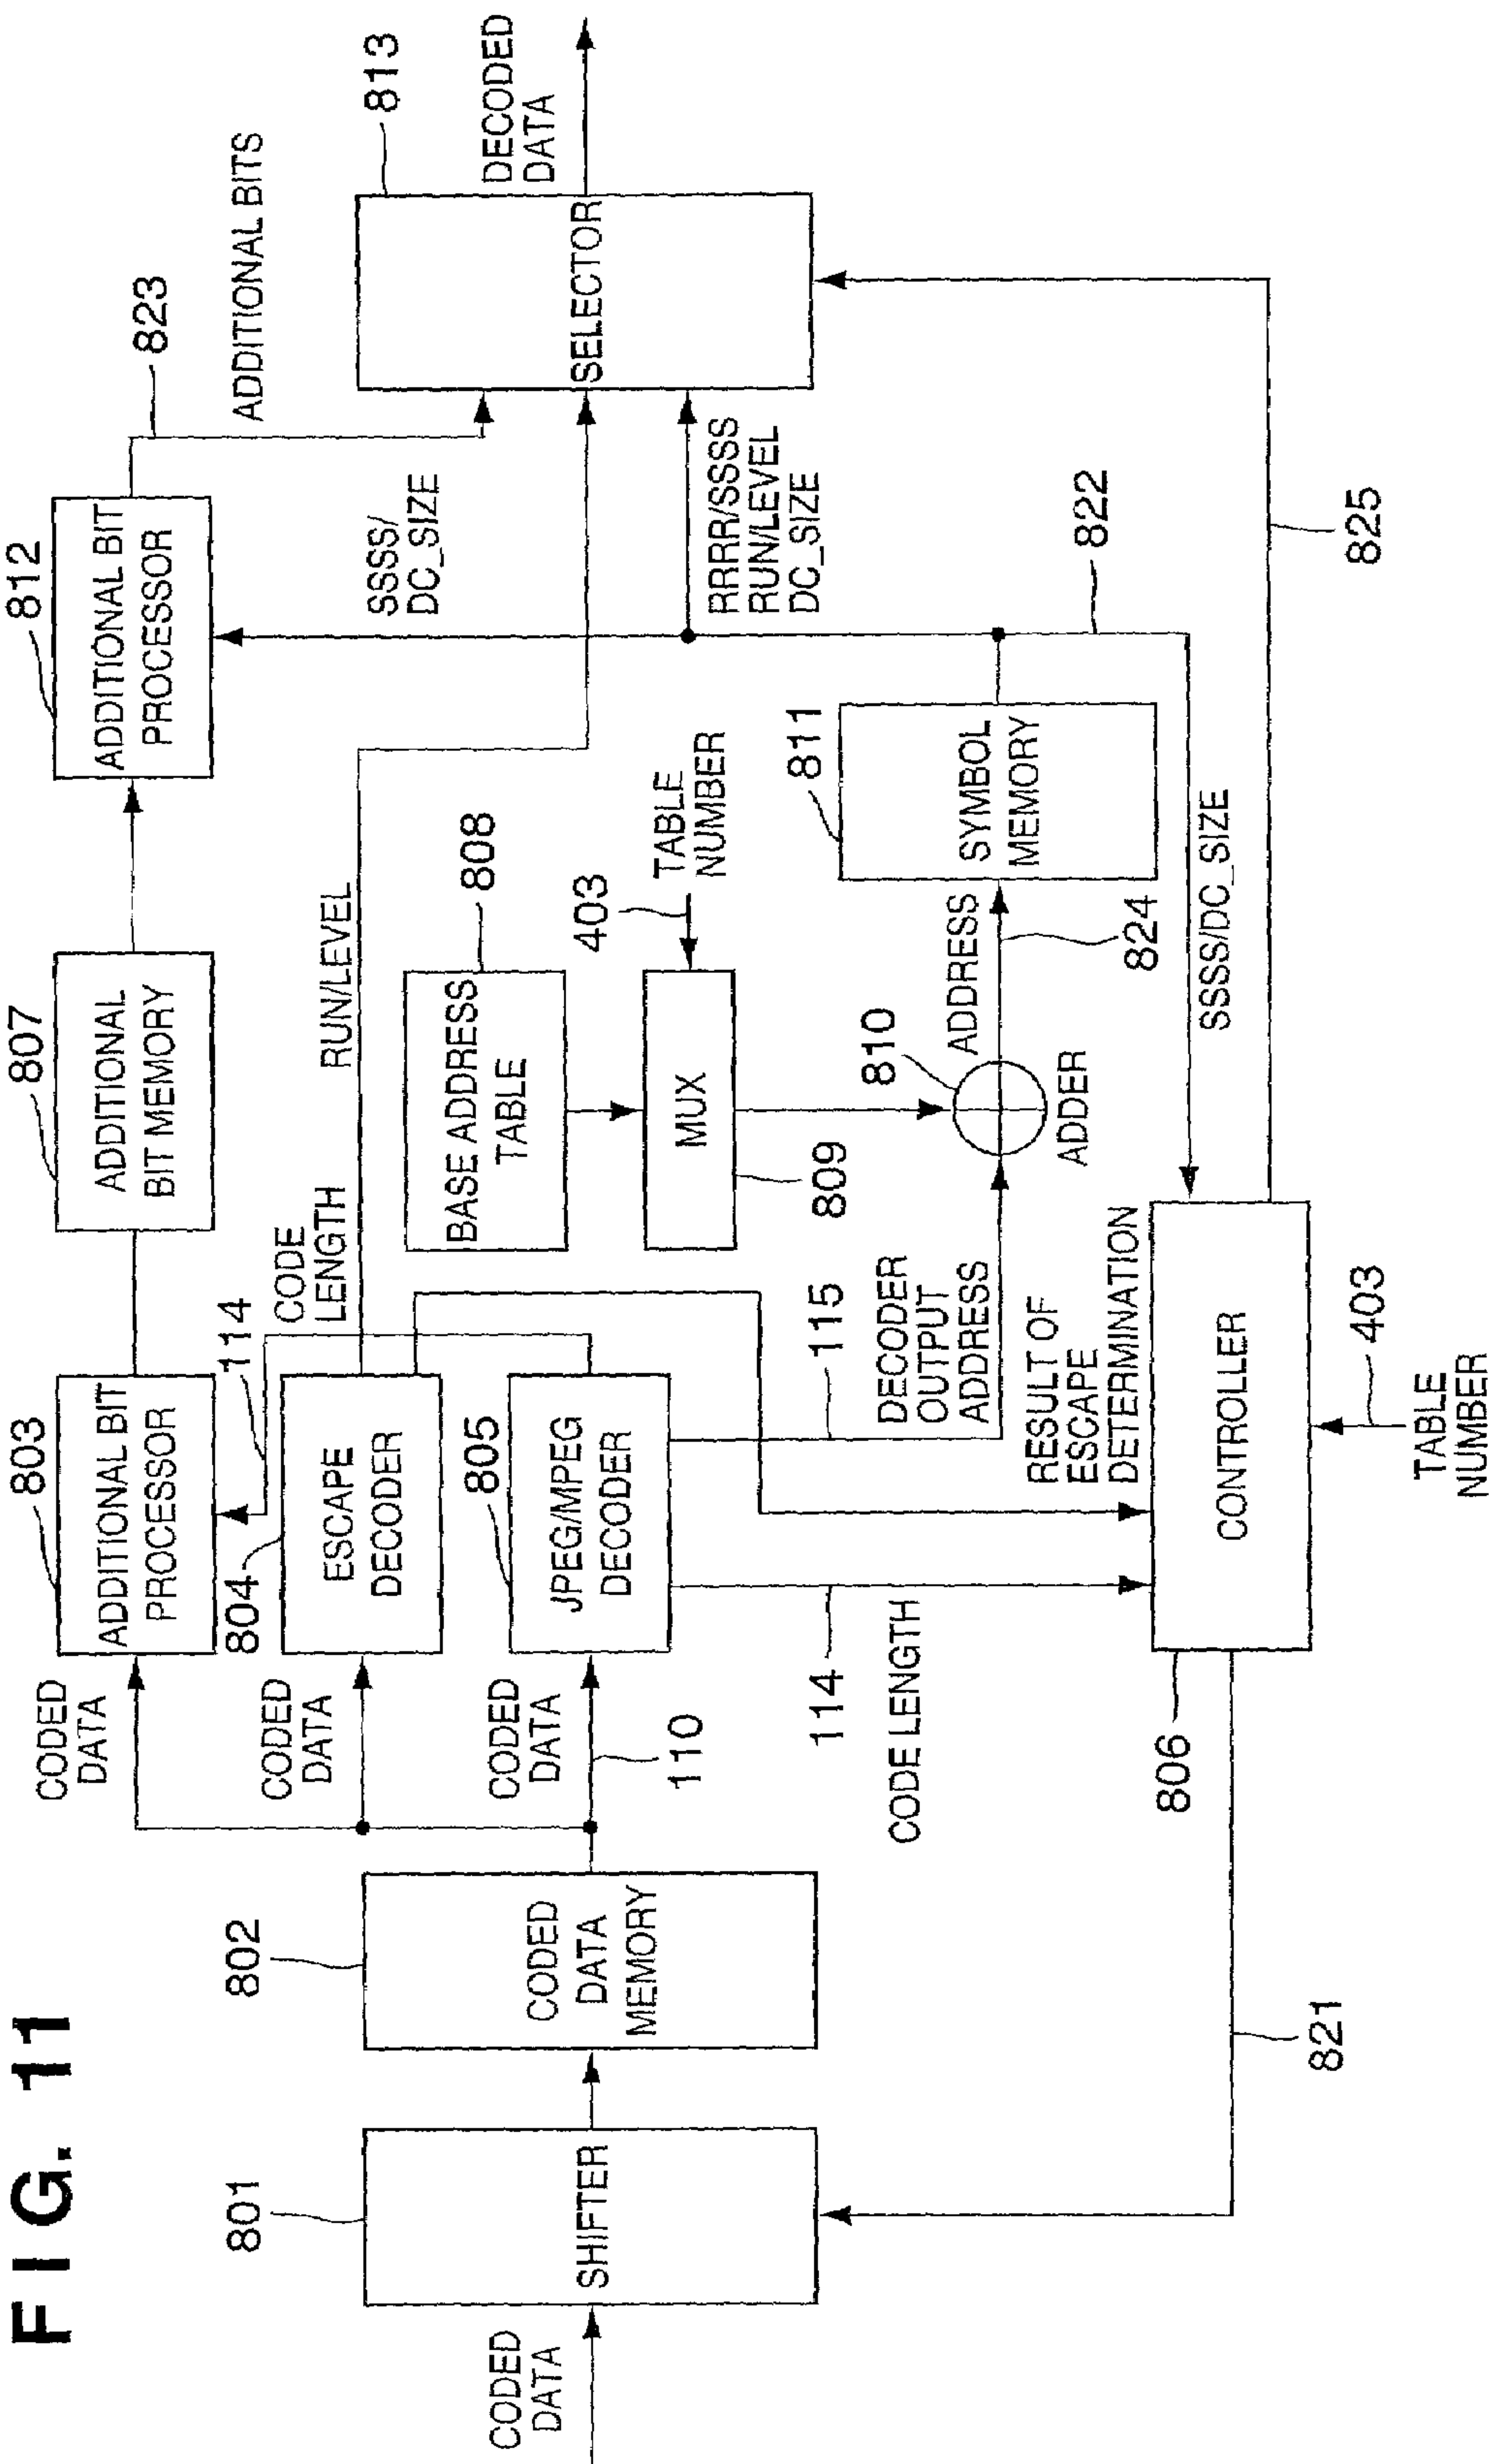 FIG. 11
CODED
DATA
801
SHIFTER
802
CODED
DATA
MEMORY
CODED
DATA
CODED
DATA
CODED
DATA
110
803
ADDITIONAL BIT
PROCESSOR
114
CODE
LENGTH
804
ESCAPE
DECODER
805
JPEG/MPEG
DECODER
114
CODE LENGTH
115
DECODER
OUTPUT
ADDRESS
RESULT OF
ESCAPE
DETERMINATION
806
CONTROLLER
403
TABLE
NUMBER
821
807
ADDITIONAL
BIT MEMORY
RUN/LEVEL
808
BASE ADDRESS
TABLE
403
TABLE
NUMBER
MUX
809
810
ADDER
ADDRESS
824
811
SYMBOL
MEMORY
SSSS/DC_SIZE
812
ADDITIONAL BIT
PROCESSOR
823
ADDITIONAL BITS
SSSS/
DC_SIZE
RRRR/SSSS
RUN/LEVEL
DC_SIZE
822
825
813
SELECTOR
DECODED
DATA